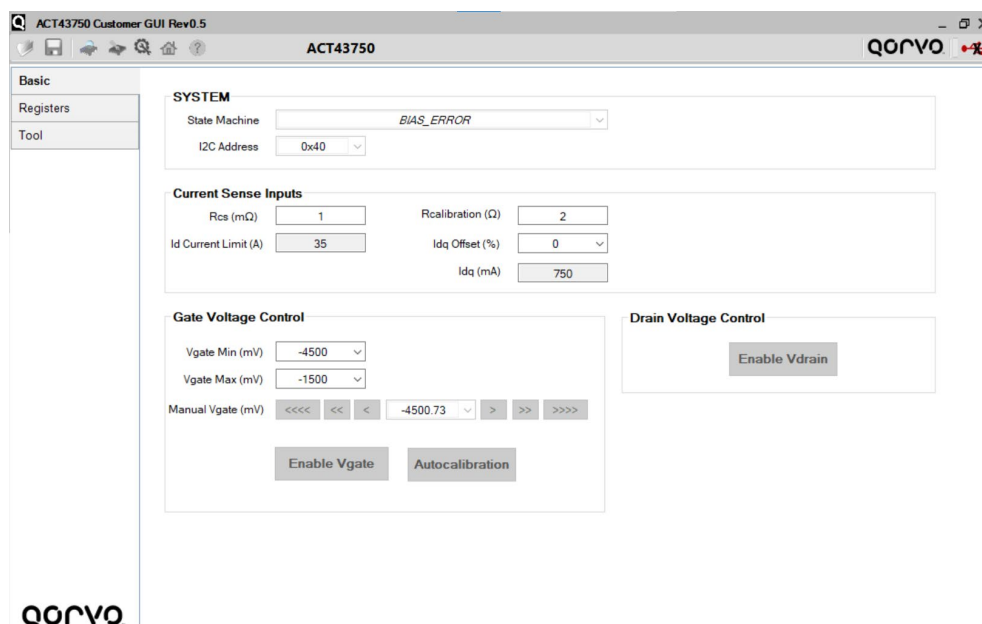 ACT43750 Customer GUI Rev0.5
ACT43750
QORVO
Basic
Registers
Tool
SYSTEM
State Machine BIAS_ERROR
I2C Address 0x40
Current Sense Inputs
Rcs (mΩ) 1 Rcalibration (Ω) 2
Id Current Limit (A) 35 Idq Offset (%) 0
Idq (mA) 750
Gate Voltage Control
Drain Voltage Control
Vgate Min (mV) -4500
Enable Vdrain
Vgate Max (mV) -1500
Manual Vgate (mV) <<<< << < -4500.73 > >> >>>>
Enable Vgate Autocalibration
QORVO